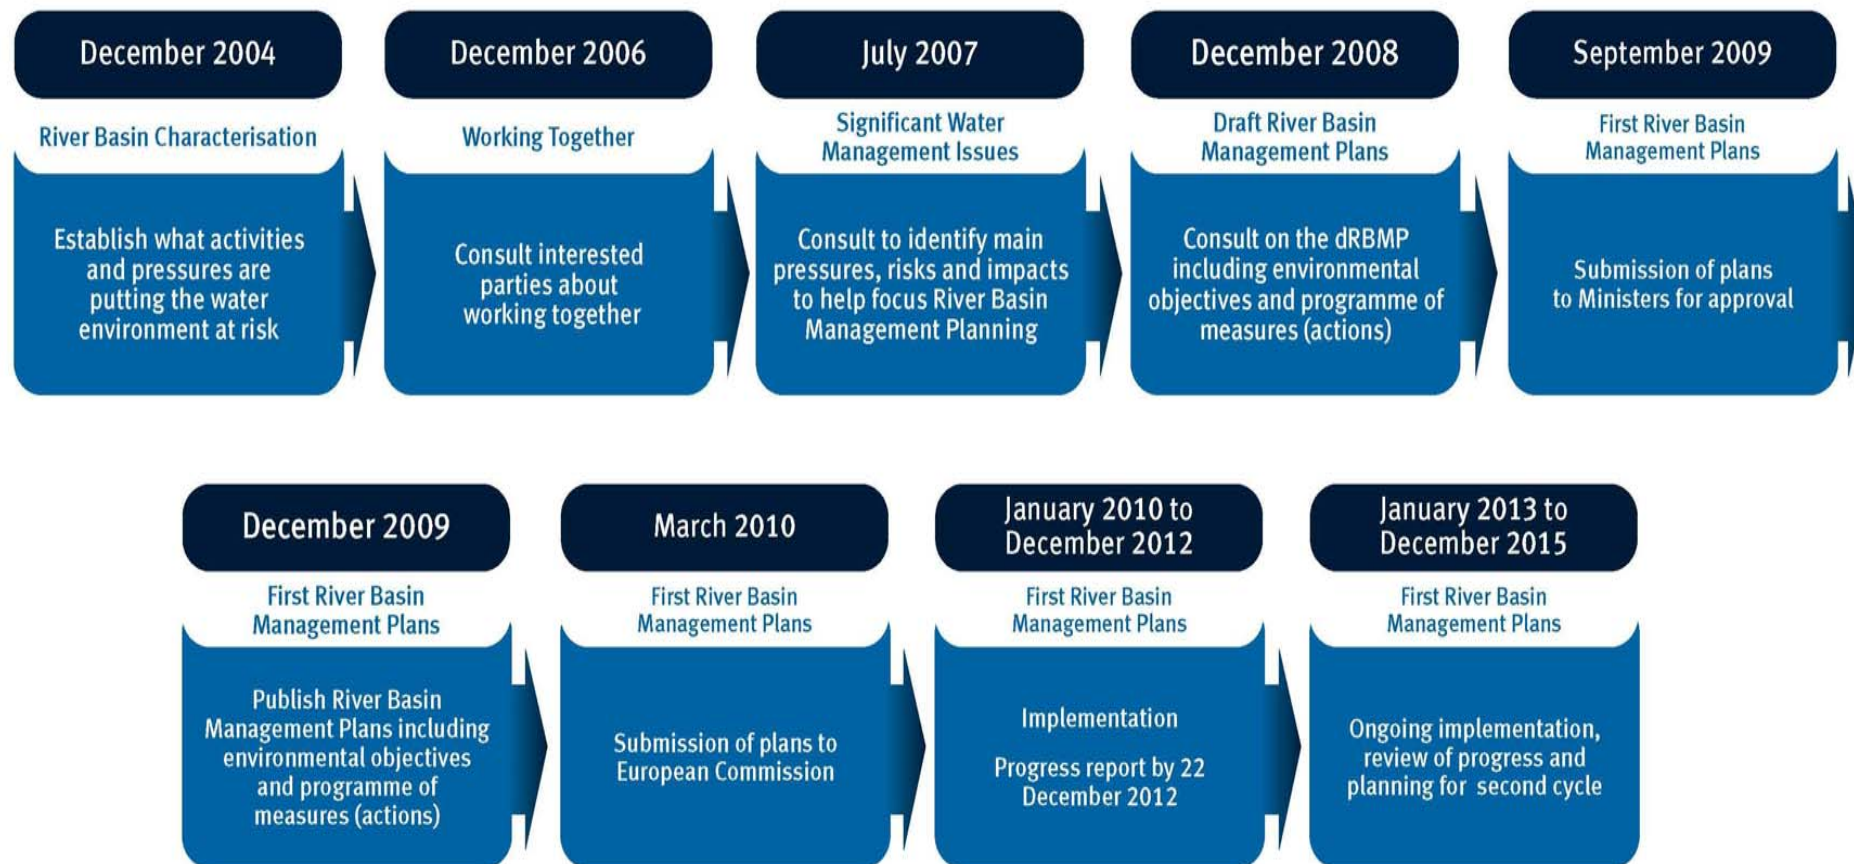 December 2004
River Basin Characterisation
Establish what activities
and pressures are
putting the water
environment at risk
December 2006
Working Together
Consult interested
parties about
working together
July 2007
Significant Water
Management Issues
Consult to identify main
pressures, risks and impacts
to help focus River Basin
Management Planning
December 2008
Draft River Basin
Management Plans
Consult on the dRBMP
including environmental
objectives and programme of
measures (actions)
September 2009
First River Basin
Management Plans
Submission of plans
to Ministers for approval
December 2009
First River Basin
Management Plans
Publish River Basin
Management Plans including
environmental objectives
and programme of
measures (actions)
March 2010
First River Basin
Management Plans
Submission of plans to
European Commission
January 2010 to
December 2012
First River Basin
Management Plans
Implementation
Progress report by 22
December 2012
January 2013 to
December 2015
First River Basin
Management Plans
Ongoing implementation,
review of progress and
planning for second cycle